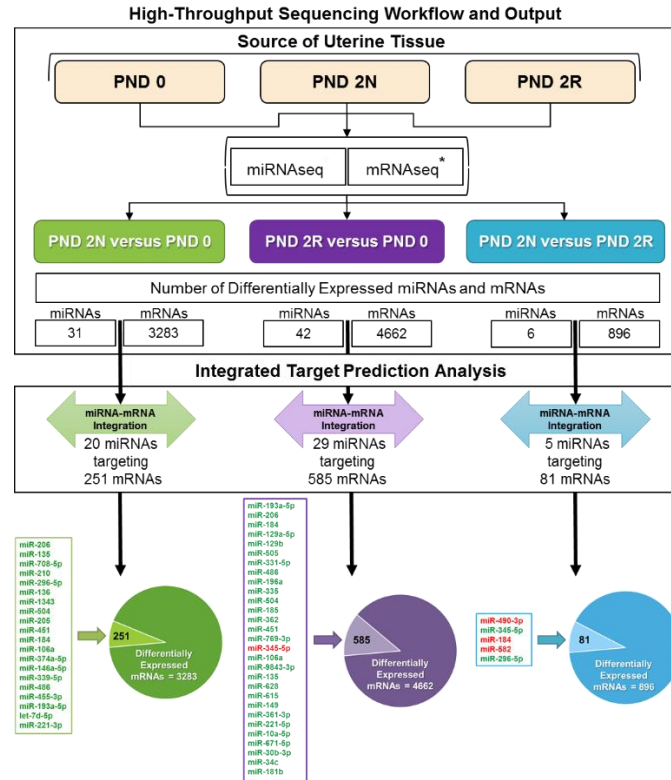 High-Throughput Sequencing Workflow and Output
Source of Uterine Tissue
PND 0
PND 2N
PND 2R
miRNAseq
mRNAseq*
PND 2N versus PND 0
PND 2R versus PND 0
PND 2N versus PND 2R
Number of Differentially Expressed miRNAs and mRNAs
miRNAs
mRNAs
miRNAs
mRNAs
miRNAs
mRNAs
31
3283
42
4662
6
896
Integrated Target Prediction Analysis
miRNA-mRNA
Integration
20 miRNAs
targeting
251 mRNAs
miRNA-mRNA
Integration
29 miRNAs
targeting
585 mRNAs
miRNA-mRNA
Integration
5 miRNAs
targeting
81 mRNAs
miR-206
miR-135
miR-708-5p
miR-210
miR-296-5p
miR-136
miR-1343
miR-504
miR-205
miR-451
miR-184
miR-106a
miR-374a-5p
miR-146a-5p
miR-339-5p
miR-486
miR-455-3p
miR-193a-5p
let-7d-5p
miR-221-3p
251
Differentially
Expressed
mRNAs = 3283
miR-193a-5p
miR-206
miR-184
miR-129a-5p
miR-129b
miR-505
miR-331-5p
miR-486
miR-196a
miR-335
miR-504
miR-185
miR-362
miR-451
miR-769-3p
miR-345-5p
miR-106a
miR-9843-3p
miR-135
miR-628
miR-615
miR-149
miR-361-3p
miR-221-5p
miR-10a-5p
miR-671-5p
miR-30b-3p
miR-34c
miR-181b
585
Differentially
Expressed
mRNAs = 4662
miR-490-3p
miR-345-5p
miR-184
miR-582
miR-296-5p
81
Differentially
Expressed
mRNAs = 896